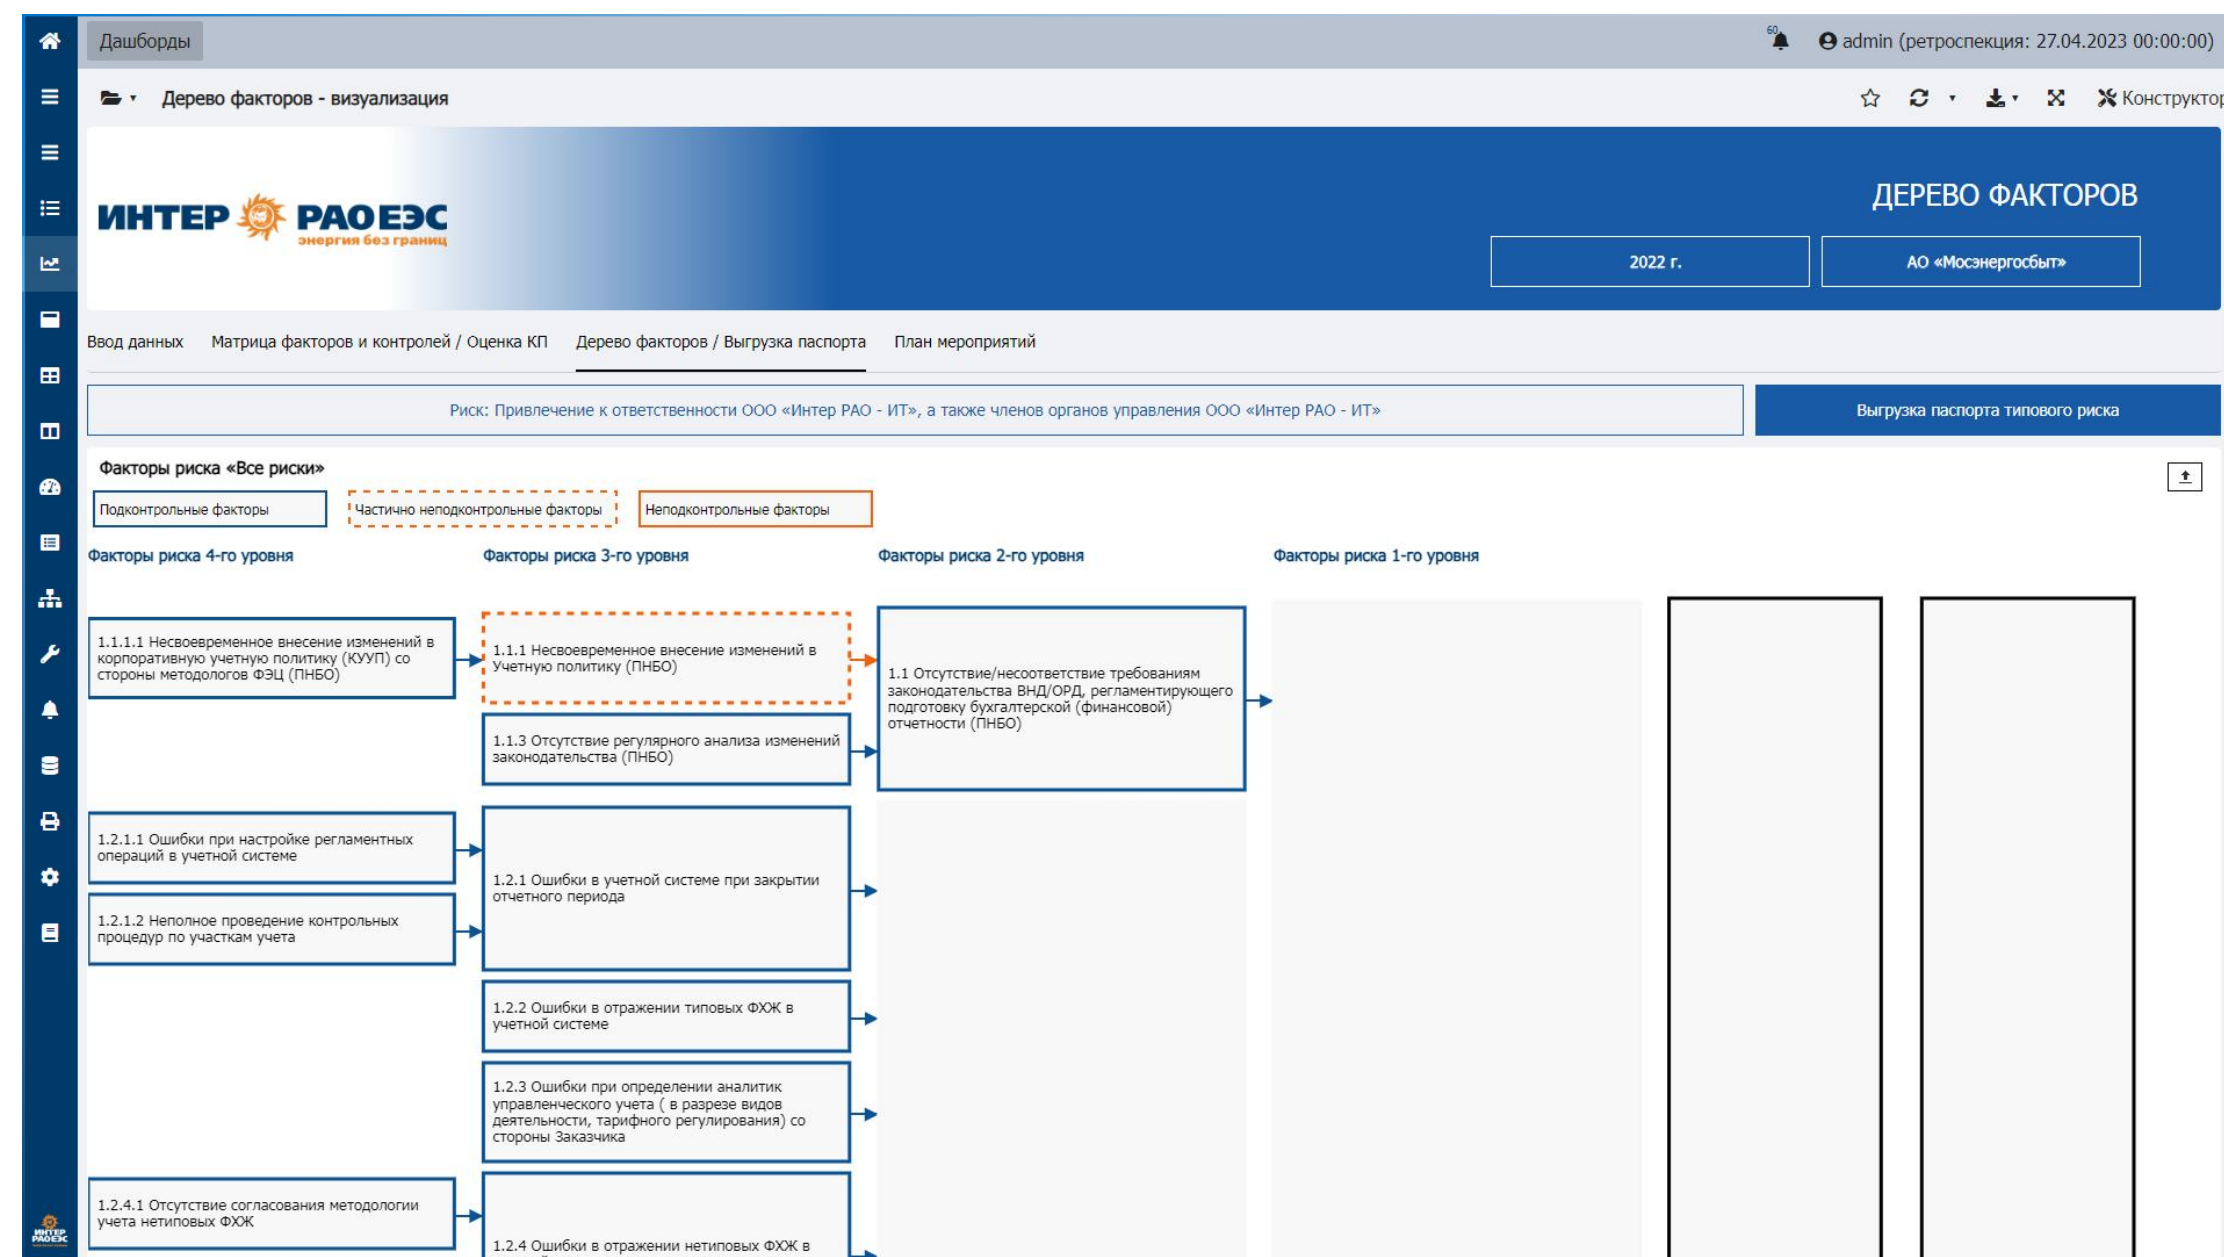 Дашборды
60
admin (ретроспекция: 27.04.2023 00:00:00)
Дерево факторов - визуализация
Конструктор
ИНТЕР РАО ЕЭС
энергия без границ
ДЕРЕВО ФАКТОРОВ
2022 г.
АО «Мосэнергосбыт»
Ввод данных
Матрица факторов и контролей / Оценка КП
Дерево факторов / Выгрузка паспорта
План мероприятий
Риск: Привлечение к ответственности ООО «Интер РАО - ИТ», а также членов органов управления ООО «Интер РАО - ИТ»
Выгрузка паспорта типового риска
Факторы риска «Все риски»
Подконтрольные факторы
Частично неподконтрольные факторы
Неподконтрольные факторы
Факторы риска 4-го уровня
Факторы риска 3-го уровня
Факторы риска 2-го уровня
Факторы риска 1-го уровня
1.1.1.1 Несвоевременное внесение изменений в
корпоративную учетную политику (КУУП) со
стороны методологов ФЭЦ (ПНБО)
1.1.1 Несвоевременное внесение изменений в
Учетную политику (ПНБО)
1.1 Отсутствие/несоответствие требованиям
законодательства ВНД/ОРД, регламентирующего
подготовку бухгалтерской (финансовой)
отчетности (ПНБО)
1.1.3 Отсутствие регулярного анализа изменений
законодательства (ПНБО)
1.2.1.1 Ошибки при настройке регламентных
операций в учетной системе
1.2.1 Ошибки в учетной системе при закрытии
отчетного периода
1.2.1.2 Неполное проведение контрольных
процедур по участкам учета
1.2.2 Ошибки в отражении типовых ФХЖ в
учетной системе
1.2.3 Ошибки при определении аналитик
управленческого учета ( в разрезе видов
деятельности, тарифного регулирования) со
стороны Заказчика
1.2.4.1 Отсутствие согласования методологии
учета нетиповых ФХЖ
1.2.4 Ошибки в отражении нетиповых ФХЖ в
ИНТЕР
РАО ЕЭС